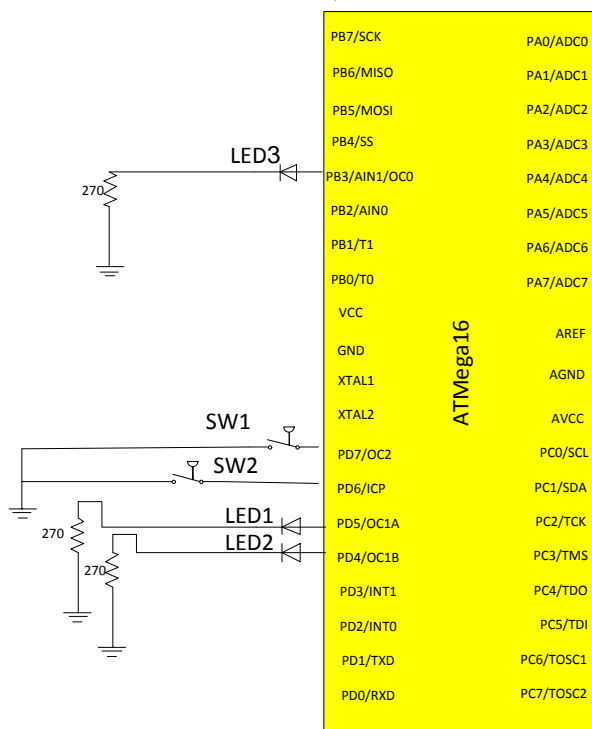 PB7/SCK
PA0/ADC0
PB6/MISO
PA1/ADC1
PB5/MOSI
PA2/ADC2
PB4/SS
PA3/ADC3
LED3
PB3/AIN1/OC0
PA4/ADC4
270
PB2/AIN0
PA5/ADC5
PB1/T1
PA6/ADC6
PB0/T0
PA7/ADC7
VCC
AREF
GND
ATMega16
XTAL1
AGND
XTAL2
AVCC
SW1
PD7/OC2
PC0/SCL
SW2
PD6/ICP
PC1/SDA
LED1
PD5/OC1A
PC2/TCK
270
LED2
PD4/OC1B
PC3/TMS
270
PD3/INT1
PC4/TDO
PD2/INT0
PC5/TDI
PD1/TXD
PC6/TOSC1
PD0/RXD
PC7/TOSC2